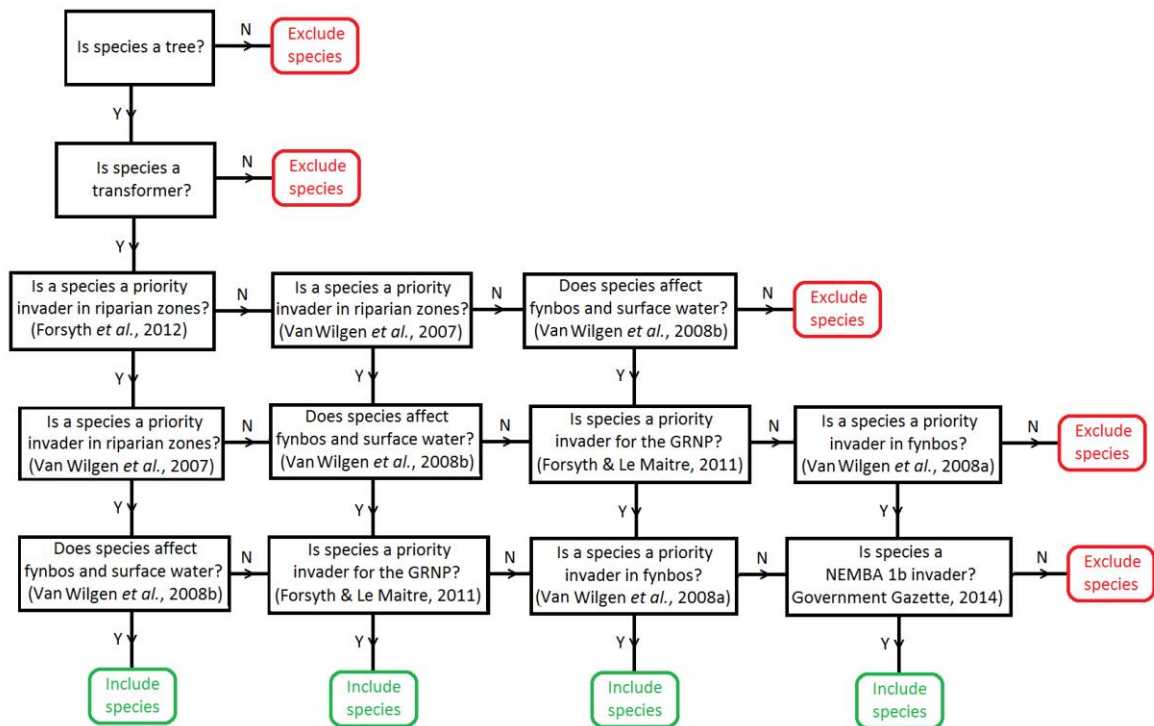 Is species a tree?
N
Exclude
species
Y
Is species a
transformer?
N
Exclude
species
Y
Is a species a priority
invader in riparian zones?
(Forsyth et al., 2012)
N
Is a species a priority
invader in riparian zones?
(Van Wilgen et al., 2007)
N
Does species affect
fynbos and surface water?
(Van Wilgen et al., 2008b)
N
Exclude
species
Y
Y
Y
Is a species a priority
invader in riparian zones?
(Van Wilgen et al., 2007)
N
Does species affect
fynbos and surface water?
(Van Wilgen et al., 2008b)
N
Is species a priority
invader for the GRNP?
(Forsyth & Le Maitre, 2011)
N
Is a species a priority
invader in fynbos?
(Van Wilgen et al., 2008a)
N
Exclude
species
Y
Y
Y
Y
Does species affect
fynbos and surface water?
(Van Wilgen et al., 2008b)
N
Is species a priority
invader for the GRNP?
(Forsyth & Le Maitre, 2011)
N
Is a species a priority
invader in fynbos?
(Van Wilgen et al., 2008a)
N
Is species a
NEMBA 1b invader?
Government Gazette, 2014)
N
Exclude
species
Y
Y
Y
Y
Include
species
Include
species
Include
species
Include
species